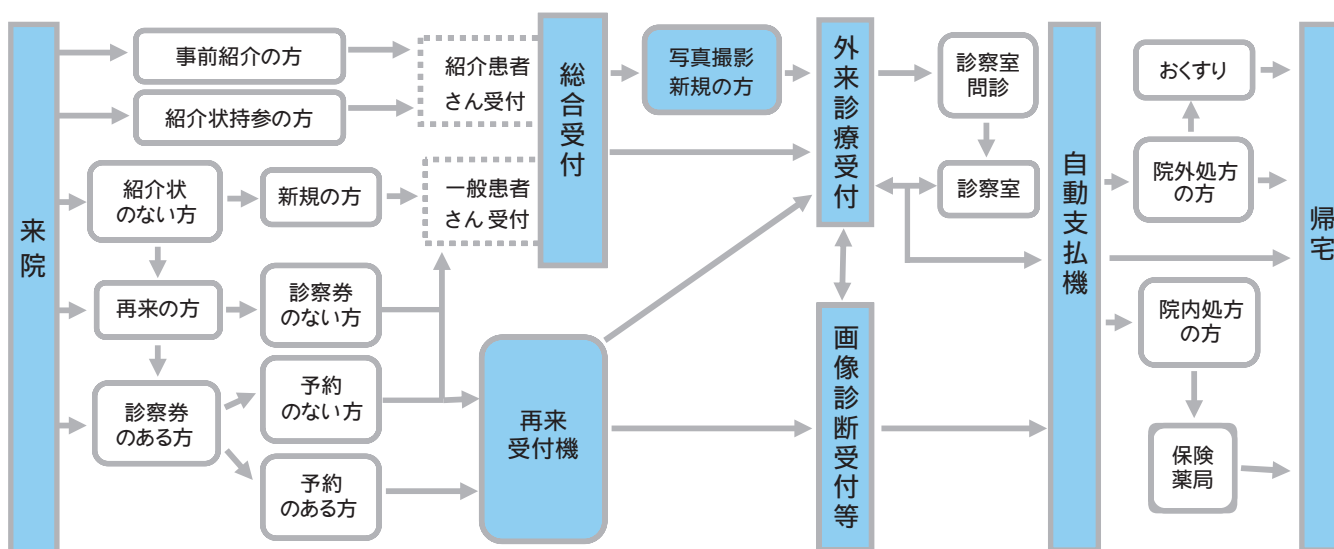 来院
事前紹介の方
紹介状持参の方
紹介状
のない方
新規の方
再来の方
診察券
のない方
診察券
のある方
予約
のない方
予約
のある方
紹介患者
さん受付
一般患者
さん 受付
総合受付
再来
受付機
写真撮影
新規の方
外来診療受付
画像診断受付等
診察室
問診
診察室
自動支払機
おくすり
院外処方
の方
院内処方
の方
保険
薬局
帰宅